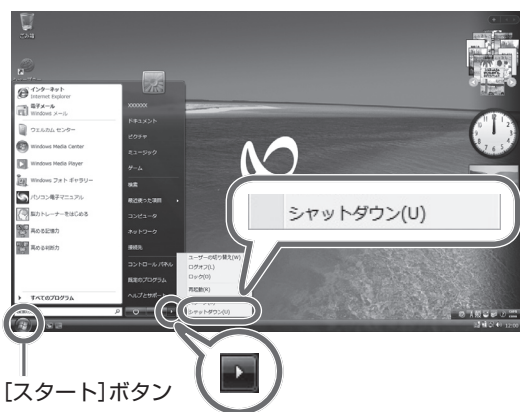 ごみ箱
インターネット
Internet Explorer
電子メール
Windows メール
ウェルカム センター
Windows Media Center
Windows Media Player
Windows フォト ギャラリー
パソコン電子マニュアル
脳力トレーナーをはじめる
高める記憶力
高める判断力
すべてのプログラム
XXXXXX
ドキュメント
ピクチャ
ミュージック
ゲーム
検索
最近使った項目
コンピュータ
ネットワーク
接続先
コントロール パネル
既定のプログラム
ヘルプとサポート
ユーザーの切り替え(W)
ログオフ(L)
ロック(O)
再起動(R)
シャットダウン(U)
シャットダウン(U)
12:00
[スタート]ボタン